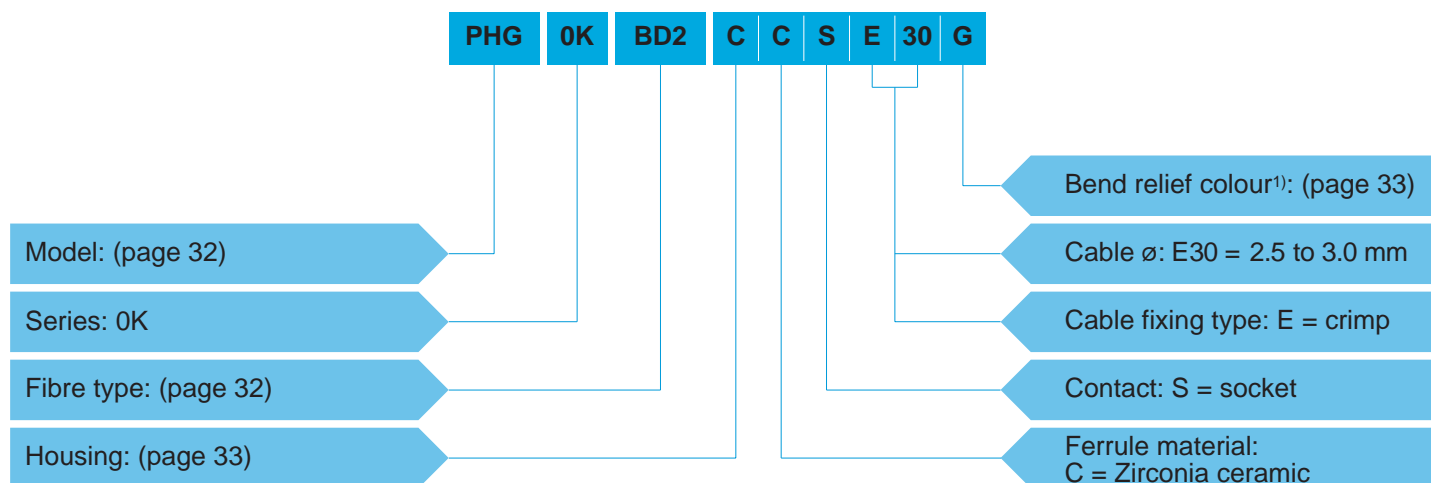 PHG 0K BD2 C C S E 30 G
Bend relief colour1): (page 33)
Model: (page 32)
Cable ø: E30 = 2.5 to 3.0 mm
Series: 0K
Cable fixing type: E = crimp
Fibre type: (page 32)
Contact: S = socket
Housing: (page 33)
Ferrule material:
C = Zirconia ceramic